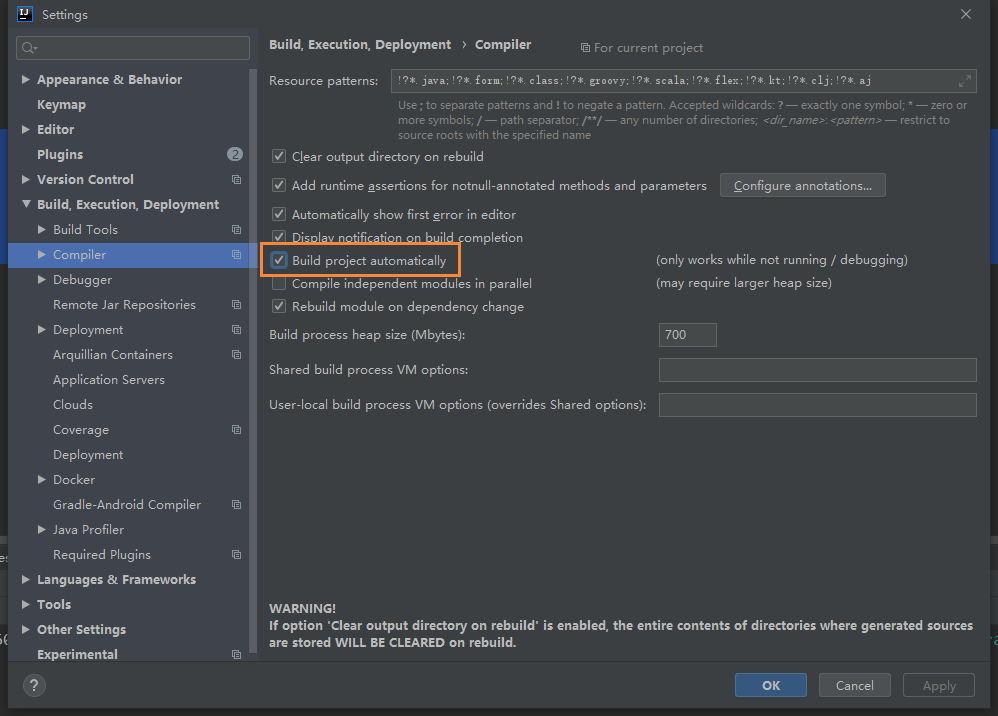 IJ
Settings
Appearance & Behavior
Keymap
Editor
Plugins 2
Version Control
Build, Execution, Deployment
Build Tools
Compiler
Debugger
Remote Jar Repositories
Deployment
Arquillian Containers
Application Servers
Clouds
Coverage
Deployment
Docker
Gradle-Android Compiler
Java Profiler
Required Plugins
Languages & Frameworks
Tools
Other Settings
Experimental
Build, Execution, Deployment › Compiler For current project
Resource patterns: !?*.java;!?*.form;!?*.class;!?*.groovy;!?*.scala;!?*.flex;!?*.kt;!?*.clj;!?*.aj
Use ; to separate patterns and ! to negate a pattern. Accepted wildcards: ? — exactly one symbol; * — zero or
more symbols; / — path separator; /**/ — any number of directories; <dir_name>:<pattern> — restrict to
source roots with the specified name
Clear output directory on rebuild
Add runtime assertions for notnull-annotated methods and parameters Configure annotations...
Automatically show first error in editor
Display notification on build completion
Build project automatically (only works while not running / debugging)
Compile independent modules in parallel (may require larger heap size)
Rebuild module on dependency change
Build process heap size (Mbytes): 700
Shared build process VM options:
User-local build process VM options (overrides Shared options):
WARNING!
If option 'Clear output directory on rebuild' is enabled, the entire contents of directories where generated sources
are stored WILL BE CLEARED on rebuild.
? OK Cancel Apply